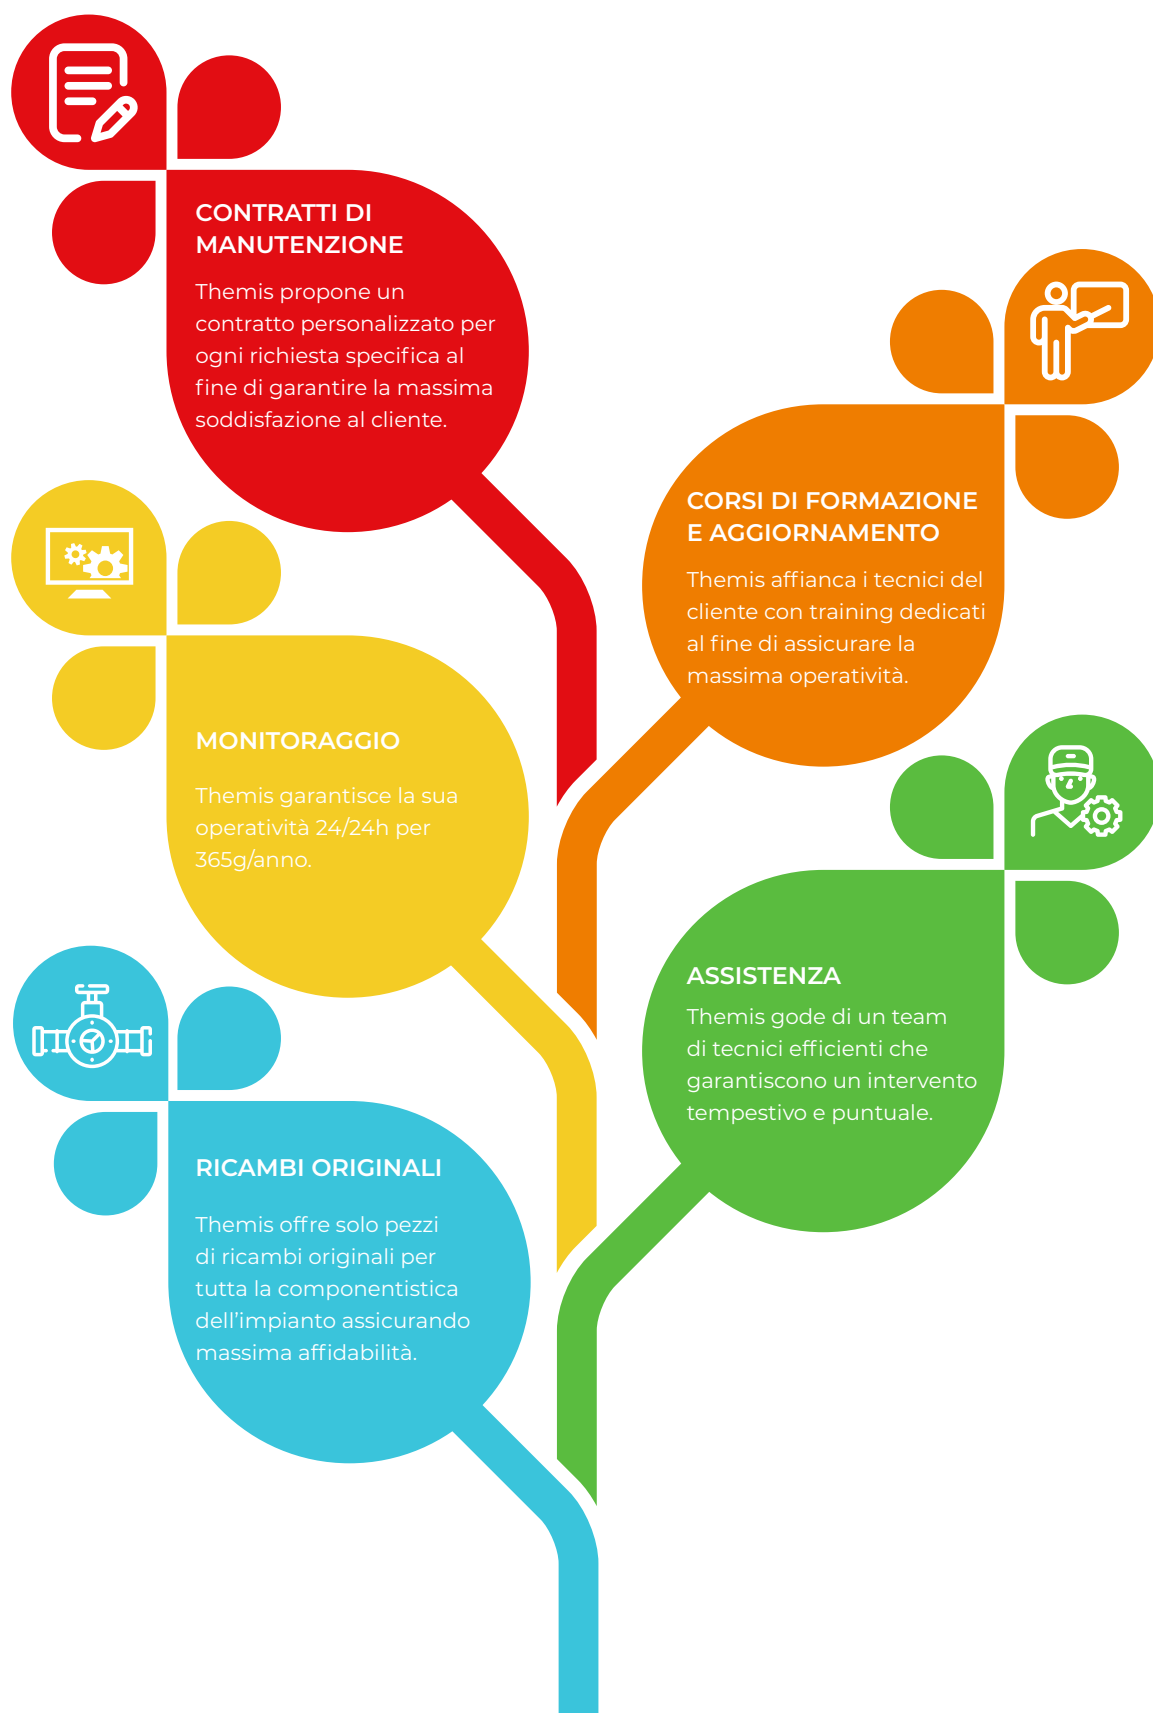 CONTRATTI DI
MANUTENZIONE
Themis propone un
contratto personalizzato per
ogni richiesta specifica al
fine di garantire la massima
soddisfazione al cliente.
CORSI DI FORMAZIONE
E AGGIORNAMENTO
Themis affianca i tecnici del
cliente con training dedicati
al fine di assicurare la
massima operatività.
MONITORAGGIO
Themis garantisce la sua
operatività 24/24h per
365g/anno.
ASSISTENZA
Themis gode di un team
di tecnici efficienti che
garantiscono un intervento
tempestivo e puntuale.
RICAMBI ORIGINALI
Themis offre solo pezzi
di ricambi originali per
tutta la componentistica
dell'impianto assicurando
massima affidabilità.